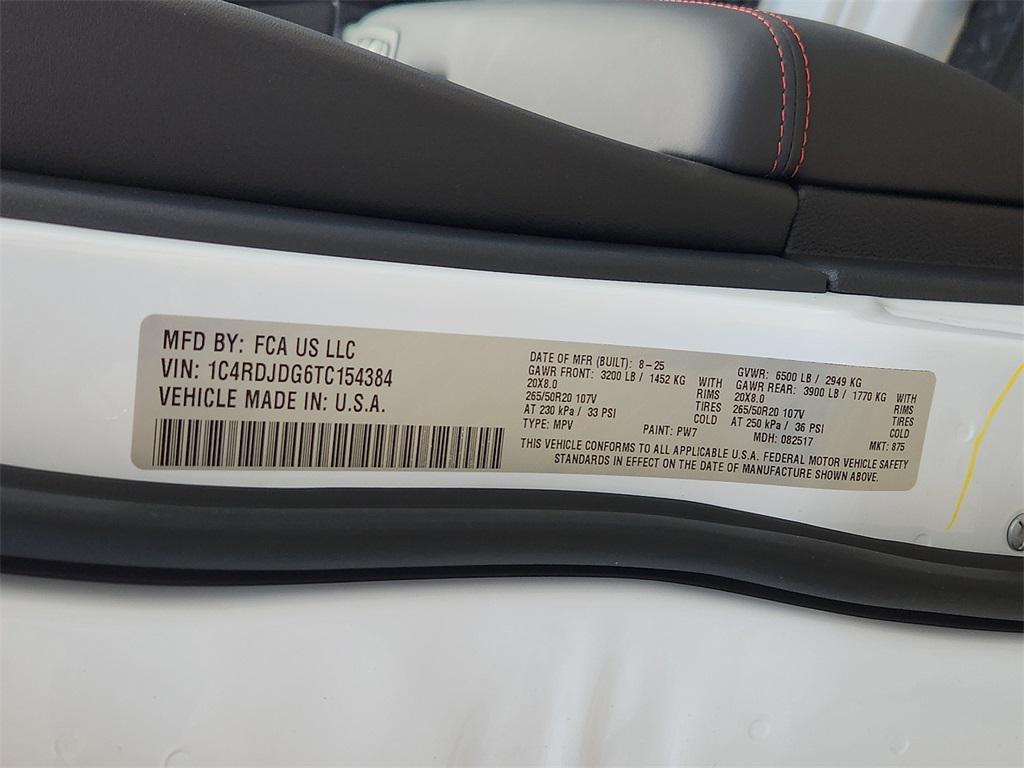 MFD BY: FCA US LLC
VIN: 1C4RDJDG6TC154384
VEHICLE MADE IN: U.S.A.
DATE OF MFR (BUILT): 8-25
GAWR FRONT: 3200 LB / 1452 KG WITH
20X8.0 RIMS
265/50R20 107V TIRES
AT 230 kPa / 33 PSI COLD
TYPE: MPV PAINT: PW7
GVWR: 6500 LB / 2949 KG
GAWR REAR: 3900 LB / 1770 KG WITH
20X8.0 RIMS
265/50R20 107V TIRES
AT 250 kPa / 36 PSI COLD
MDH: 082517 MKT: 875
THIS VEHICLE CONFORMS TO ALL APPLICABLE U.S.A. FEDERAL MOTOR VEHICLE SAFETY
STANDARDS IN EFFECT ON THE DATE OF MANUFACTURE SHOWN ABOVE.